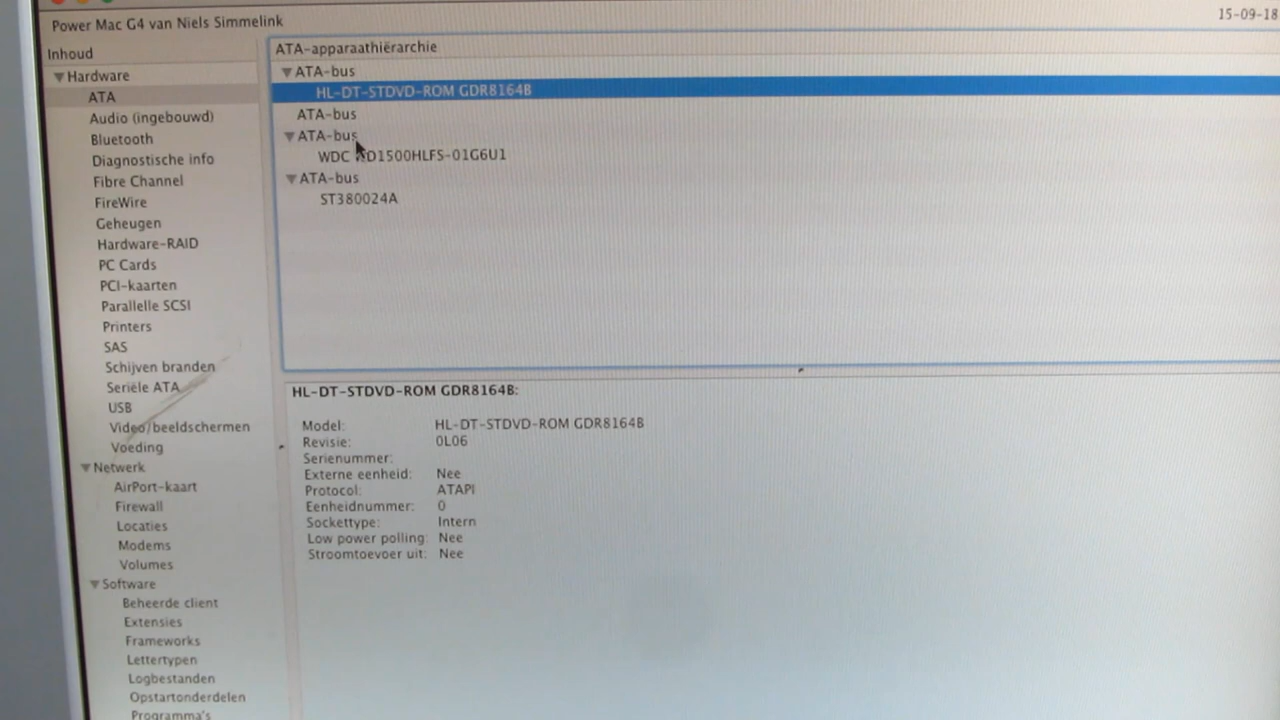 Power Mac G4 van Niels Simmelink
15-09-18
Inhoud
Hardware
ATA
Audio (ingebouwd)
Bluetooth
Diagnostische info
Fibre Channel
FireWire
Geheugen
Hardware-RAID
PC Cards
PCI-kaarten
Parallelle SCSI
Printers
SAS
Schijven branden
Seriële ATA
USB
Video/beeldschermen
Voeding
Netwerk
AirPort-kaart
Firewall
Locaties
Modems
Volumes
Software
Beheerde client
Extensies
Frameworks
Lettertypen
Logbestanden
Opstartonderdelen
Programma's
ATA-apparaathiërarchie
ATA-bus
HL-DT-STDVD-ROM GDR8164B
ATA-bus
ATA-bus
WDC WD1500HLFS-01G6U1
ATA-bus
ST380024A
HL-DT-STDVD-ROM GDR8164B:
Model: HL-DT-STDVD-ROM GDR8164B
Revisie: 0L06
Serienummer:
Externe eenheid: Nee
Protocol: ATAPI
Eenheidnummer: 0
Sockettype: Intern
Low power polling: Nee
Stroomtoevoer uit: Nee